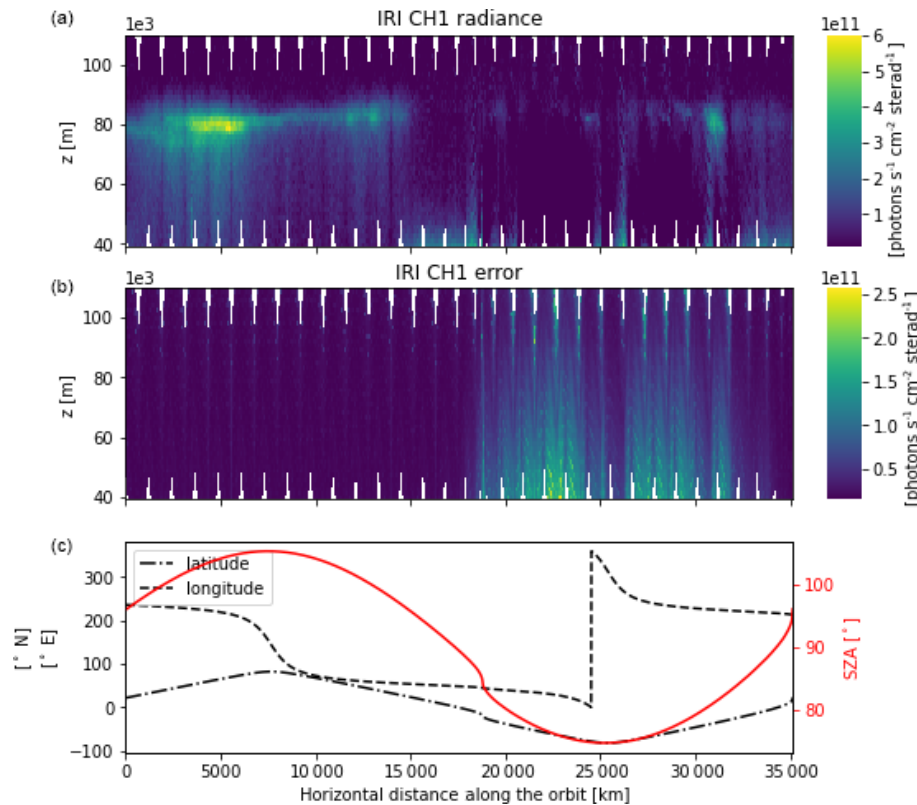 (a)
IRI CH1 radiance
1e3
1e11
100
80
60
40
z [m]
6
5
4
3
2
1
[photons s⁻¹ cm⁻² sterad⁻¹]
(b)
IRI CH1 error
1e3
1e11
100
80
60
40
z [m]
2.5
2.0
1.5
1.0
0.5
[photons s⁻¹ cm⁻² sterad⁻¹]
(c)
latitude
longitude
300
200
100
0
−100
[° N]
[° E]
100
90
80
SZA [°]
0
5000
10 000
15 000
20 000
25 000
30 000
35 000
Horizontal distance along the orbit [km]